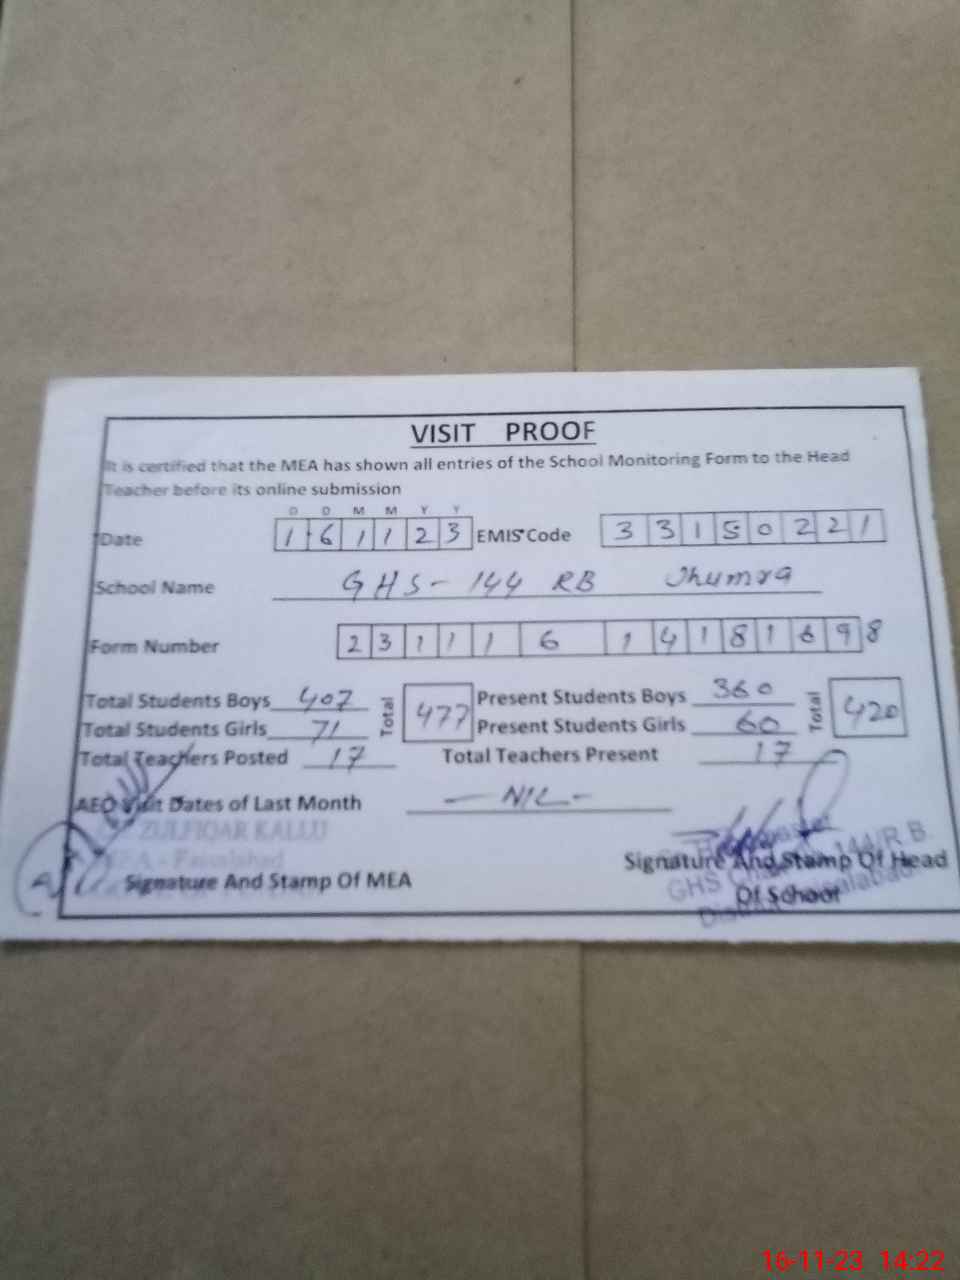 VISIT PROOF
It is certified that the MEA has shown all entries of the School Monitoring Form to the Head
Teacher before its online submission
D D M M Y Y
Date 1 6 1 1 2 3 EMIS Code 3 3 1 5 0 2 2 1
School Name GHS - 144 RB Jhumra
Form Number 2 3 1 1 1 6 1 4 1 8 1 6 9 8
Total Students Boys 407 Total 477 Present Students Boys 360 Total 420
Total Students Girls 71 Present Students Girls 60
Total Teachers Posted 17 Total Teachers Present 17
AEO Visit Dates of Last Month - NIL -
ZULFIQAR KALLU
Faisalabad
Signature And Stamp Of MEA
Signature And Stamp Of Head
Of School
GHS 144/R.B
16-11-23 14:22